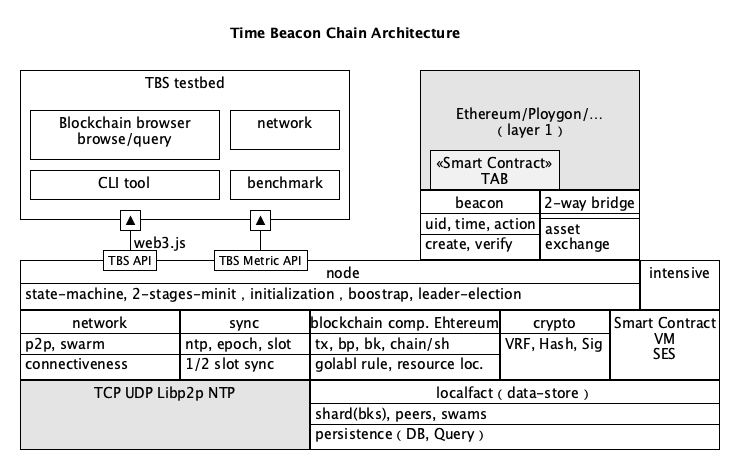 Time Beacon Chain Architecture
TBS testbed
Blockchain browser
browse/query
network
CLI tool
benchmark
Ethereum/Ploygon/...
( layer 1 )
«Smart Contract»
TAB
beacon
2-way bridge
uid, time, action
create, verify
asset
exchange
▲
▲
web3.js
TBS API
TBS Metric API
node
state-machine, 2-stages-minit , initialization , boostrap, leader-election
intensive
network
p2p, swarm
connectiveness
sync
ntp, epoch, slot
1/2 slot sync
blockchain comp. Ehtereum
tx, bp, bk, chain/sh
golabl rule, resource loc.
crypto
VRF, Hash, Sig
Smart Contract
VM
SES
TCP UDP Libp2p NTP
localfact ( data-store )
shard(bks), peers, swams
persistence ( DB, Query )